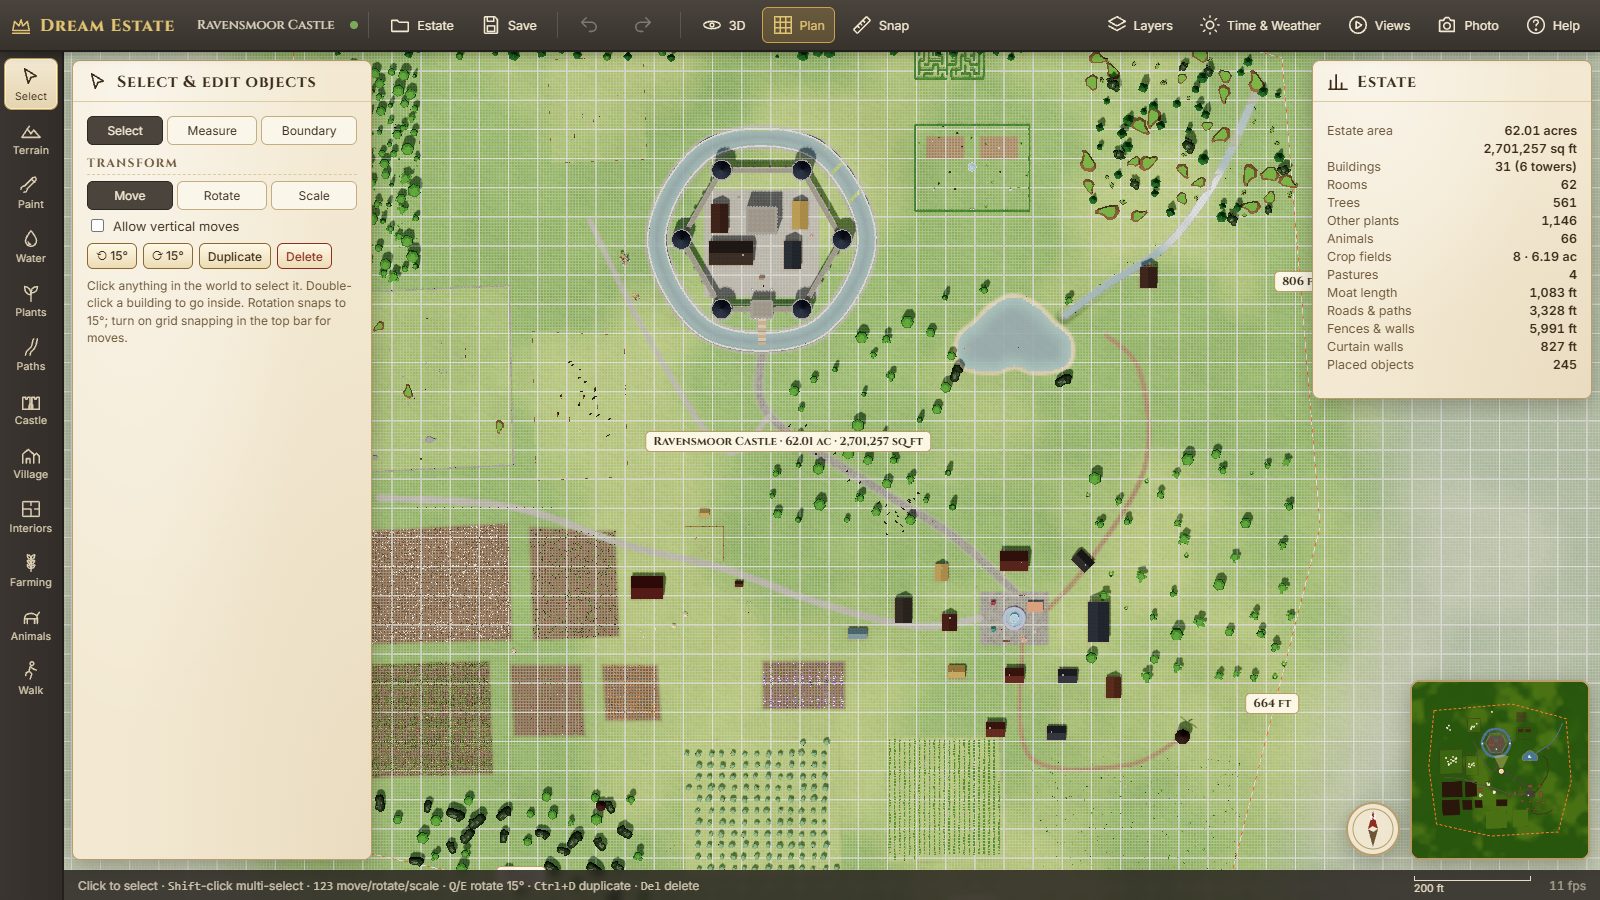 DREAM ESTATE
RAVENSMOOR CASTLE
Estate
Save
3D
Plan
Snap
Layers
Time & Weather
Views
Photo
Help
Select
Terrain
Paint
Water
Plants
Paths
Castle
Village
Interiors
Farming
Animals
Walk
SELECT & EDIT OBJECTS
Select
Measure
Boundary
TRANSFORM
Move
Rotate
Scale
Allow vertical moves
15°
15°
Duplicate
Delete
Click anything in the world to select it. Double-
click a building to go inside. Rotation snaps to
15°; turn on grid snapping in the top bar for
moves.
RAVENSMOOR CASTLE · 62.01 AC · 2,701,257 SQ FT
806 F
664 FT
ESTATE
Estate area 62.01 acres
2,701,257 sq ft
Buildings 31 (6 towers)
Rooms 62
Trees 561
Other plants 1,146
Animals 66
Crop fields 8 · 6.19 ac
Pastures 4
Moat length 1,083 ft
Roads & paths 3,328 ft
Fences & walls 5,991 ft
Curtain walls 827 ft
Placed objects 245
Click to select · Shift-click multi-select · 123 move/rotate/scale · Q/E rotate 15° · Ctrl+D duplicate · Del delete
200 ft
11 fps